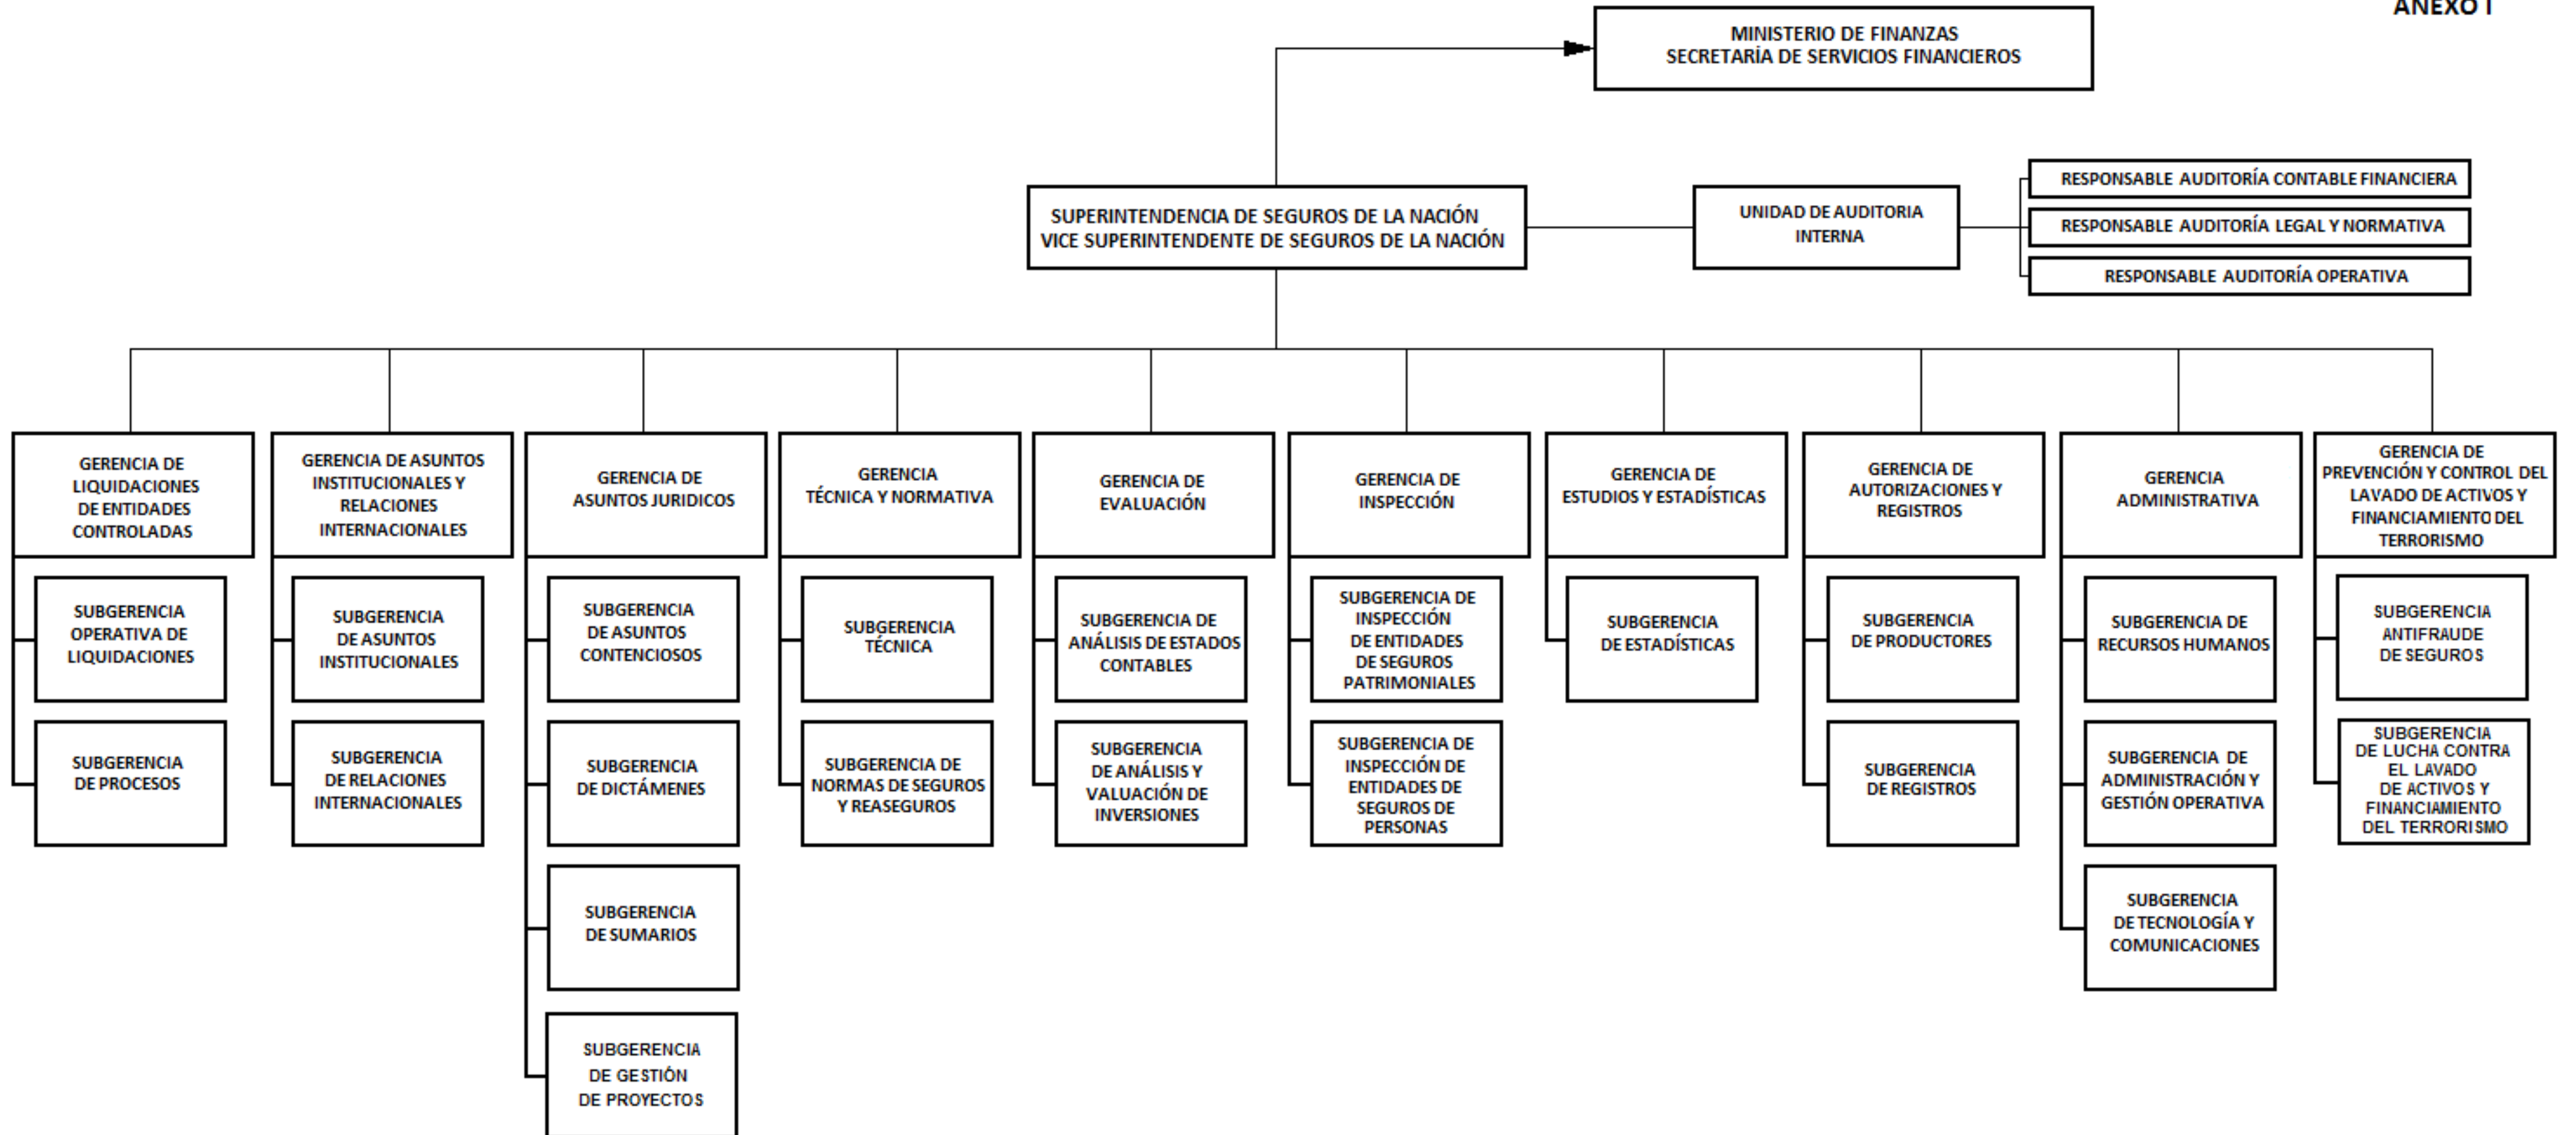 ANEXO I
MINISTERIO DE FINANZAS
SECRETARÍA DE SERVICIOS FINANCIEROS
SUPERINTENDENCIA DE SEGUROS DE LA NACIÓN
VICE SUPERINTENDENTE DE SEGUROS DE LA NACIÓN
UNIDAD DE AUDITORIA
INTERNA
RESPONSABLE AUDITORÍA CONTABLE FINANCIERA
RESPONSABLE AUDITORÍA LEGAL Y NORMATIVA
RESPONSABLE AUDITORÍA OPERATIVA
GERENCIA DE
LIQUIDACIONES
DE ENTIDADES
CONTROLADAS
SUBGERENCIA
OPERATIVA DE
LIQUIDACIONES
SUBGERENCIA
DE PROCESOS
GERENCIA DE ASUNTOS
INSTITUCIONALES Y
RELACIONES
INTERNACIONALES
SUBGERENCIA
DE ASUNTOS
INSTITUCIONALES
SUBGERENCIA
DE RELACIONES
INTERNACIONALES
GERENCIA DE
ASUNTOS JURIDICOS
SUBGERENCIA
DE ASUNTOS
CONTENCIOSOS
SUBGERENCIA
DE DICTÁMENES
SUBGERENCIA
DE SUMARIOS
SUBGERENCIA
DE GESTIÓN
DE PROYECTOS
GERENCIA
TÉCNICA Y NORMATIVA
SUBGERENCIA
TÉCNICA
SUBGERENCIA DE
NORMAS DE SEGUROS
Y REASEGUROS
GERENCIA DE
EVALUACIÓN
SUBGERENCIA DE
ANÁLISIS DE ESTADOS
CONTABLES
SUBGERENCIA
DE ANÁLISIS Y
VALUACIÓN DE
INVERSIONES
GERENCIA DE
INSPECCIÓN
SUBGERENCIA DE
INSPECCIÓN
DE ENTIDADES
DE SEGUROS
PATRIMONIALES
SUBGERENCIA DE
INSPECCIÓN DE
ENTIDADES DE
SEGUROS DE
PERSONAS
GERENCIA DE
ESTUDIOS Y ESTADÍSTICAS
SUBGERENCIA
DE ESTADÍSTICAS
GERENCIA DE
AUTORIZACIONES Y
REGISTROS
SUBGERENCIA
DE PRODUCTORES
SUBGERENCIA
DE REGISTROS
GERENCIA
ADMINISTRATIVA
SUBGERENCIA DE
RECURSOS HUMANOS
SUBGERENCIA DE
ADMINISTRACIÓN Y
GESTIÓN OPERATIVA
SUBGERENCIA
DE TECNOLOGÍA Y
COMUNICACIONES
GERENCIA DE
PREVENCIÓN Y CONTROL DEL
LAVADO DE ACTIVOS Y
FINANCIAMIENTO DEL
TERRORISMO
SUBGERENCIA
ANTIFRAUDE
DE SEGUROS
SUBGERENCIA
DE LUCHA CONTRA
EL LAVADO
DE ACTIVOS Y
FINANCIAMIENTO
DEL TERRORISMO